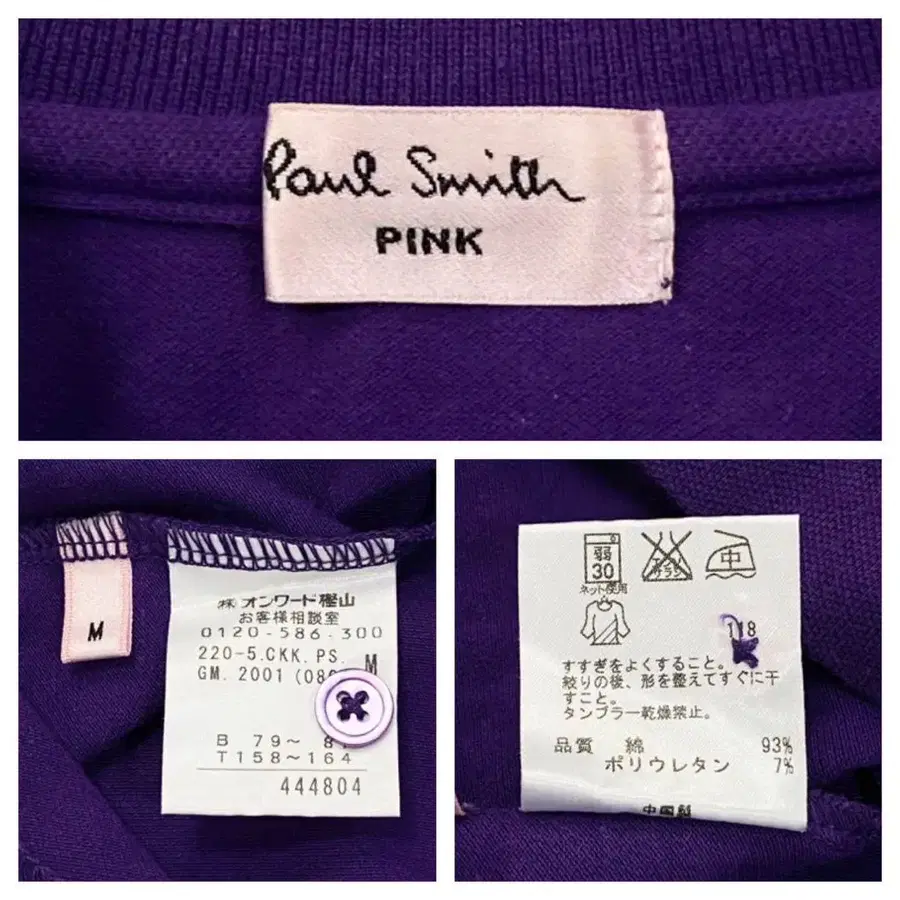 Paul Smith
PINK
M
㈱ オンワード樫山
お客様相談室
0120-586-300
220-5.CKK.PS. M
GM.2001
B 79～
T158～164
444804
弱
30
ネット使用
中
118
すすぎをよくすること。
絞りの後、形を整えてすぐに干
すこと。
タンブラー乾燥禁止。
品質 綿 93%
ポリウレタン 7%
中国製